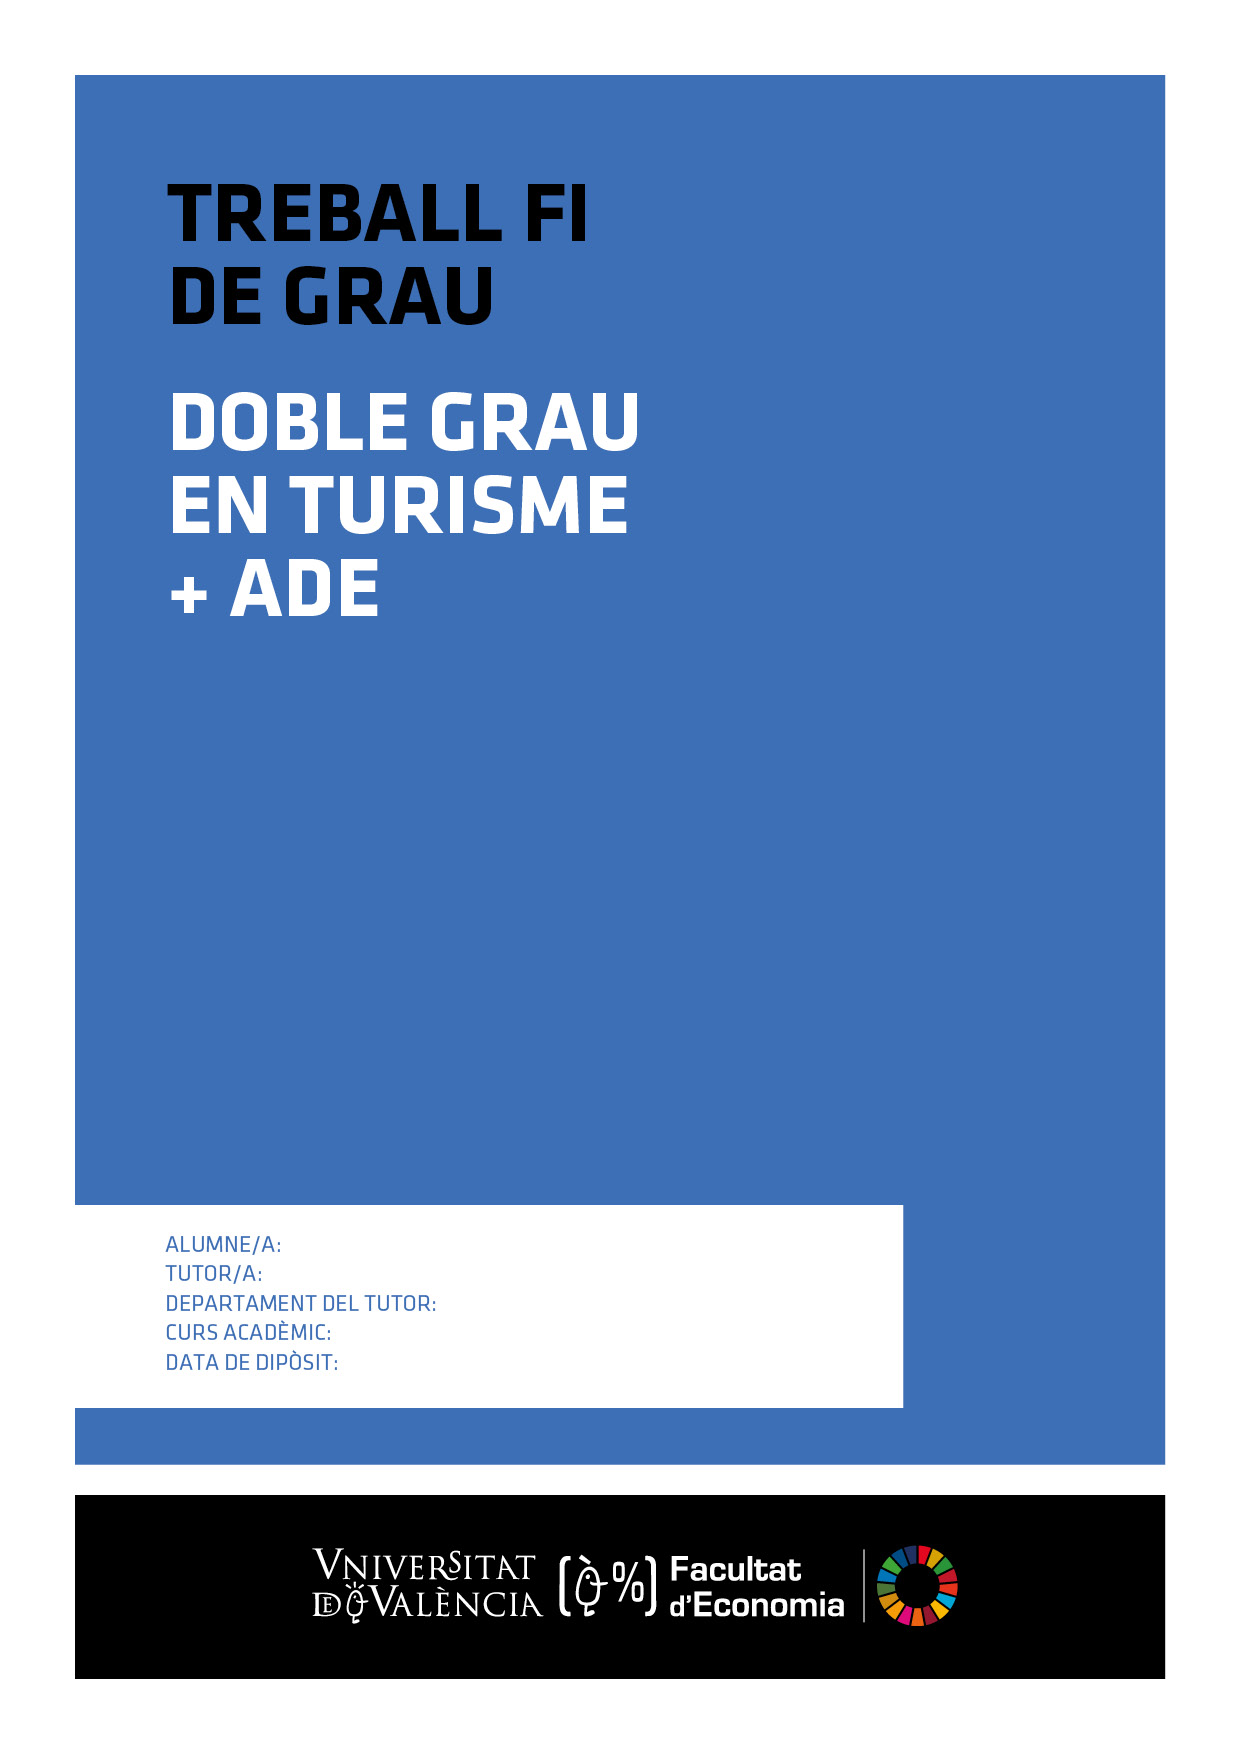 TREBALL FI
DE GRAU
DOBLE GRAU
EN TURISME
+ ADE
ALUMNE/A:
TUTOR/A:
DEPARTAMENT DEL TUTOR:
CURS ACADÈMIC:
DATA DE DIPÒSIT:
VNIVERSITAT
DE VALÈNCIA
[%]
Facultat
d'Economia